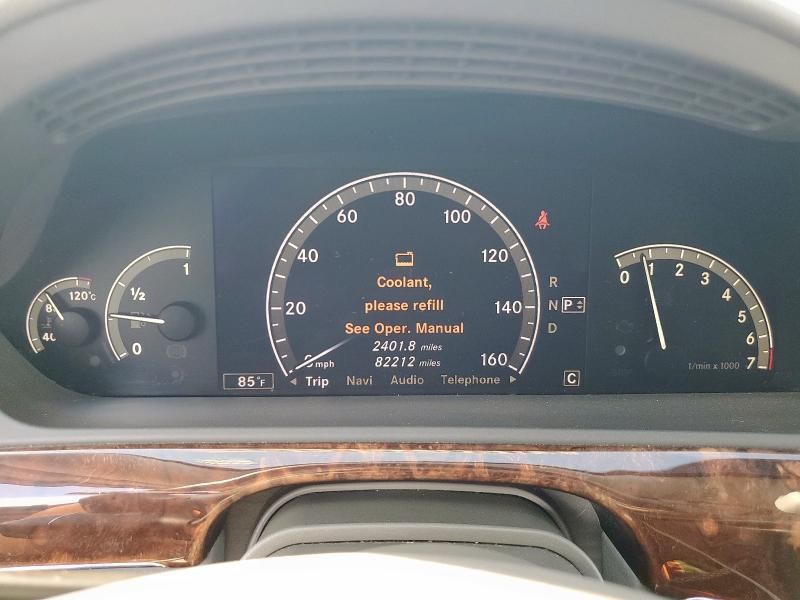 80
60
100
40
120
20
140
0 mph
160
Coolant,
please refill
See Oper. Manual
2401.8 miles
82212 miles
Trip Navi Audio Telephone
85°F
R
N P
D
C
120°C
40
1
1/2
0
0 1 2 3 4 5 6 7
1/min x 1000